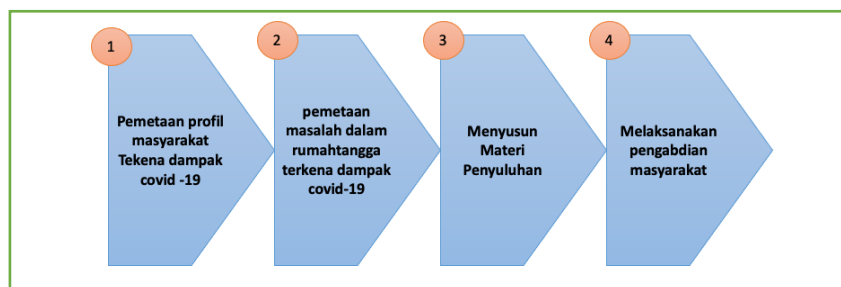 1
Pemetaan profil
masyarakat
Tekena dampak
covid -19
2
pemetaan
masalah dalam
rumahtangga
terkena dampak
covid-19
3
Menyusun
Materi
Penyuluhan
4
Melaksanakan
pengabdian
masyarakat